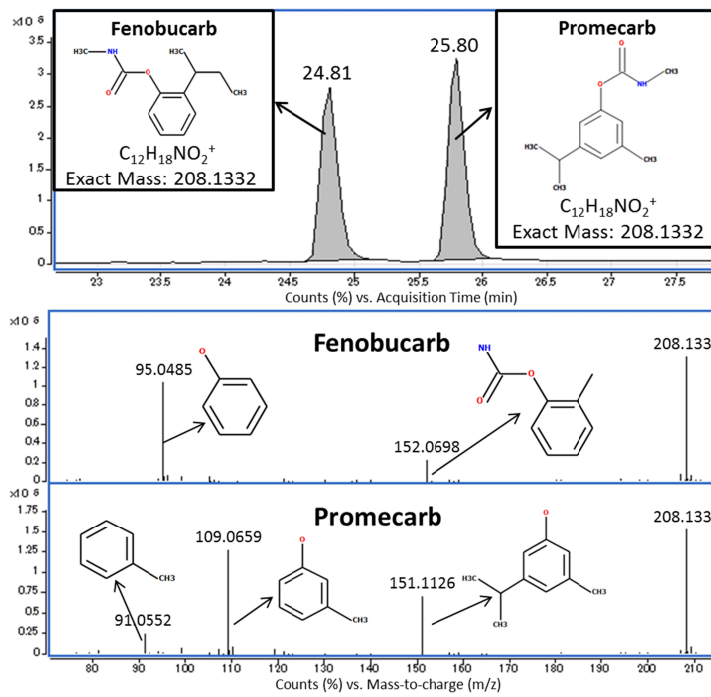 x10 8
Fenobucarb
H3C
NH
O
O
CH3
CH3
C12H18NO2+
Exact Mass: 208.1332
24.81
25.80
Promecarb
O
O
NH
CH3
H3C
CH3
CH3
C12H18NO2+
Exact Mass: 208.1332
3.5
3
2.5
2
1.5
1
0.5
0
23 23.5 24 24.5 25 25.5 26 26.5 27 27.5
Counts (%) vs. Acquisition Time (min)
x10 8
Fenobucarb
1.4
1.2
1
0.8
0.6
0.4
0.2
0
95.0485
O
152.0698
NH
O
O
208.133
x10 8
Promecarb
1.75
1.5
1.25
1
0.75
0.5
0.25
0
CH3
91.0552
109.0659
O
CH3
151.1126
O
H3C
CH3
CH3
208.133
80 90 100 110 120 130 140 150 160 170 180 190 200 210
Counts (%) vs. Mass-to-charge (m/z)